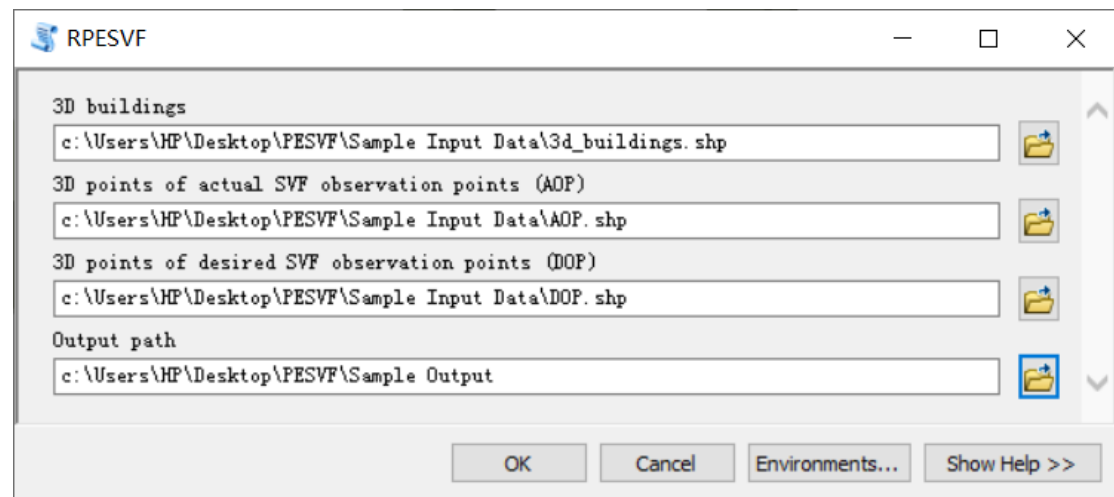 RPESVF
3D buildings
c:\Users\HP\Desktop\PESVF\Sample Input Data\3d_buildings.shp
3D points of actual SVF observation points (AOP)
c:\Users\HP\Desktop\PESVF\Sample Input Data\AOP.shp
3D points of desired SVF observation points (DOP)
c:\Users\HP\Desktop\PESVF\Sample Input Data\DOP.shp
Output path
c:\Users\HP\Desktop\PESVF\Sample Output
OK Cancel Environments... Show Help >>